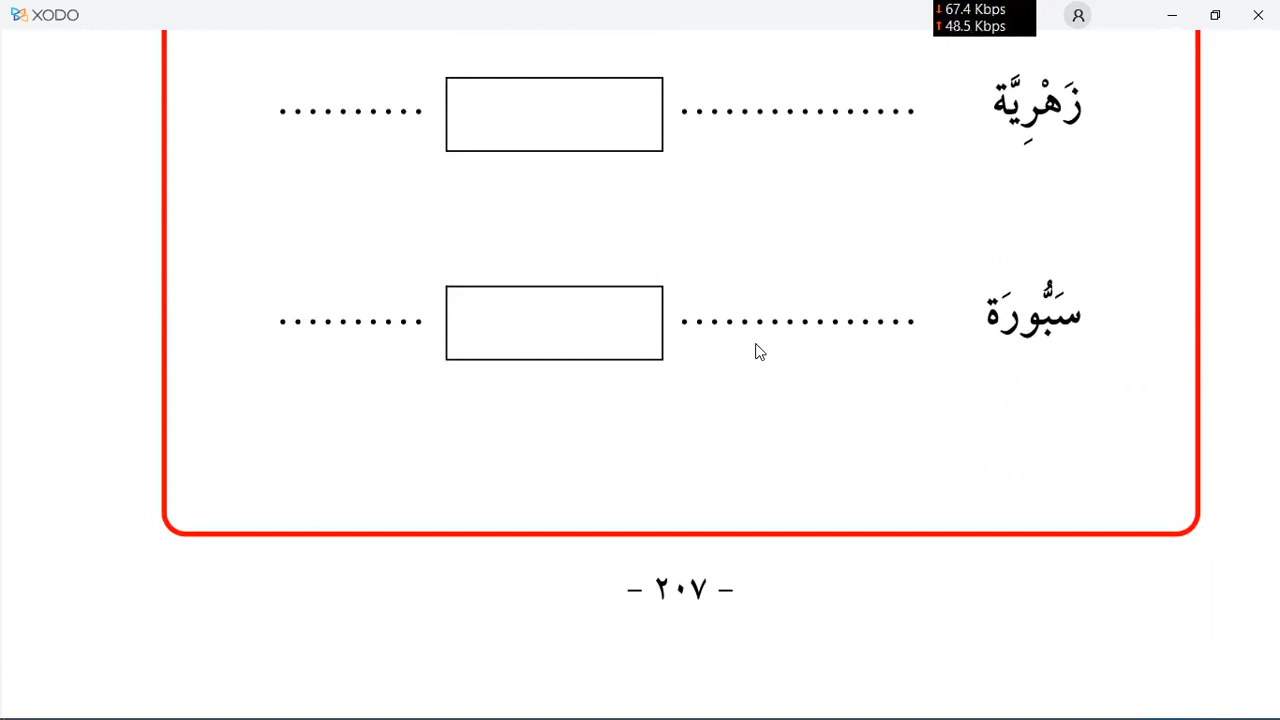 XODO
↓ 67.4 Kbps
↑ 48.5 Kbps
زَهْرِيَّة ............... ..........
سَبُّورَة ............... ..........
- ٢٠٧ -